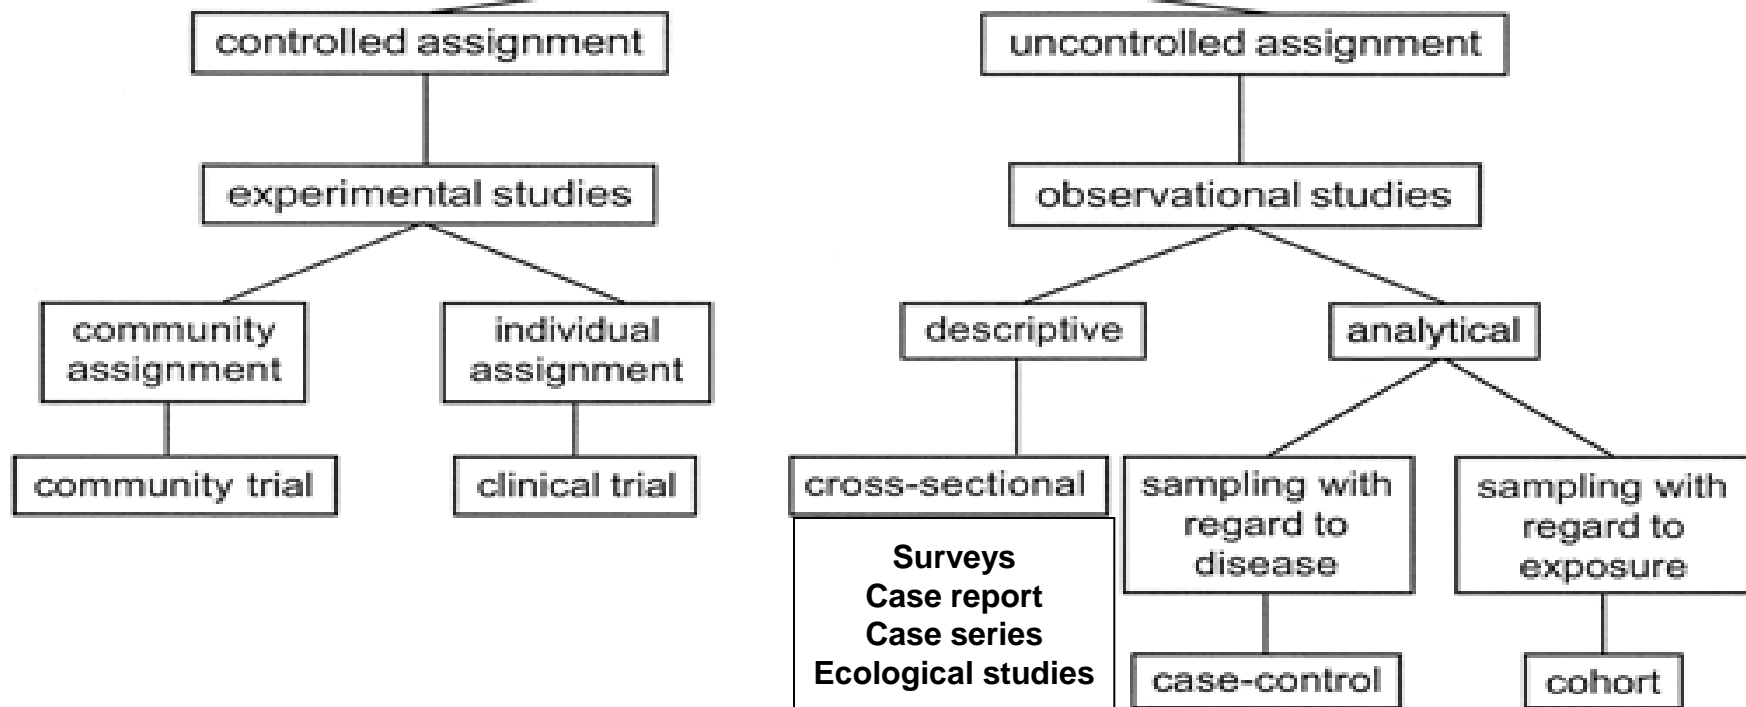 controlled assignment
uncontrolled assignment
experimental studies
observational studies
community
assignment
individual
assignment
descriptive
analytical
community trial
clinical trial
cross-sectional
sampling with
regard to
disease
sampling with
regard to
exposure
Surveys
Case report
Case series
Ecological studies
case-control
cohort